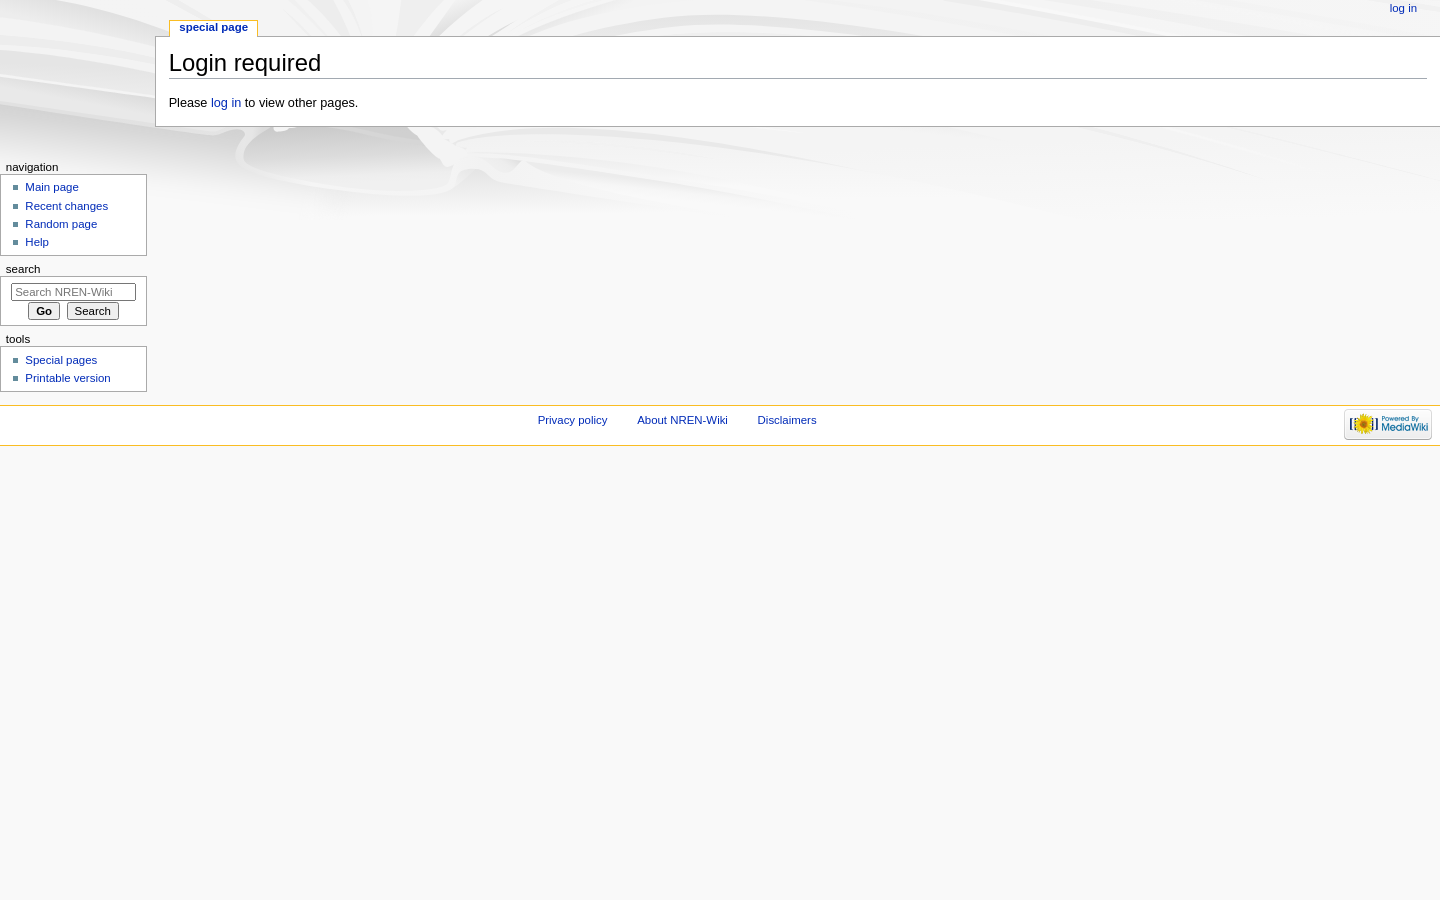 log in
special page
Login required
Please log in to view other pages.
navigation
Main page
Recent changes
Random page
Help
search
Search NREN-Wiki
Go Search
tools
Special pages
Printable version
Privacy policy About NREN-Wiki Disclaimers
Powered By
MediaWiki